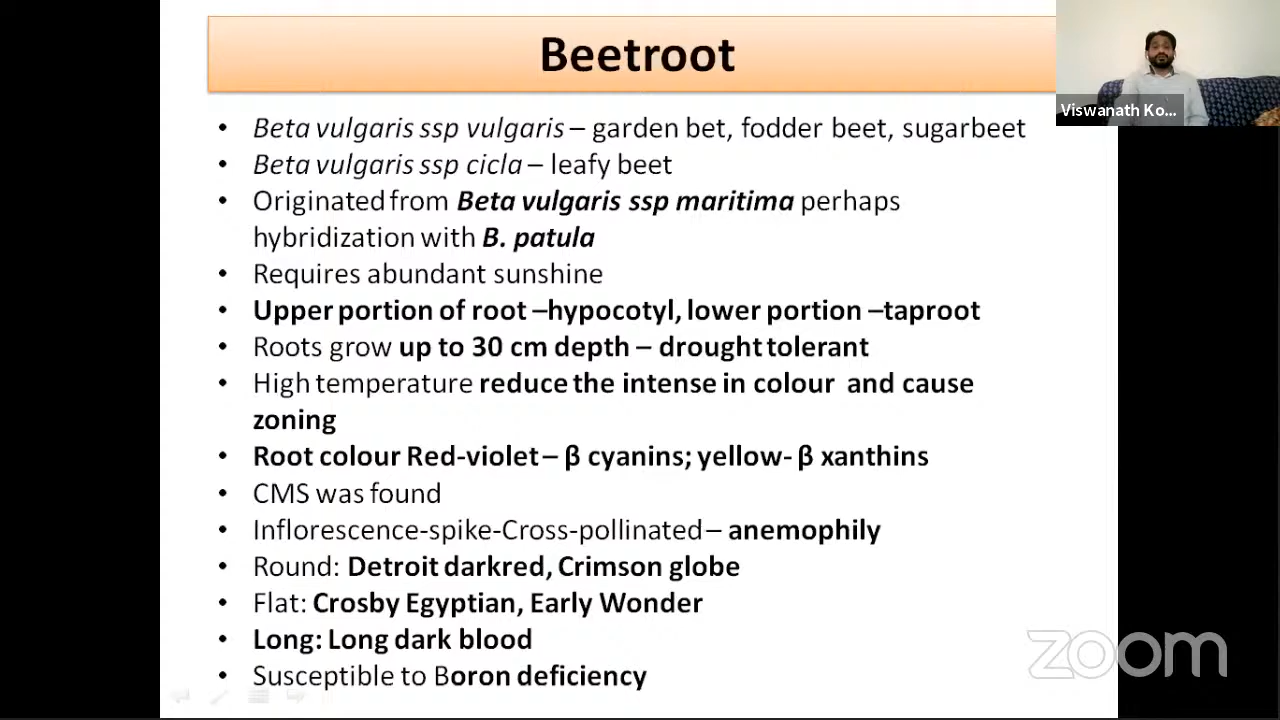 Beetroot
Viswanath Ko...
• Beta vulgaris ssp vulgaris – garden bet, fodder beet, sugarbeet
• Beta vulgaris ssp cicla – leafy beet
• Originated from Beta vulgaris ssp maritima perhaps
hybridization with B. patula
• Requires abundant sunshine
• Upper portion of root –hypocotyl, lower portion –taproot
• Roots grow up to 30 cm depth – drought tolerant
• High temperature reduce the intense in colour and cause
zoning
• Root colour Red-violet – β cyanins; yellow- β xanthins
• CMS was found
• Inflorescence-spike-Cross-pollinated – anemophily
• Round: Detroit darkred, Crimson globe
• Flat: Crosby Egyptian, Early Wonder
• Long: Long dark blood
• Susceptible to Boron deficiency
zoom